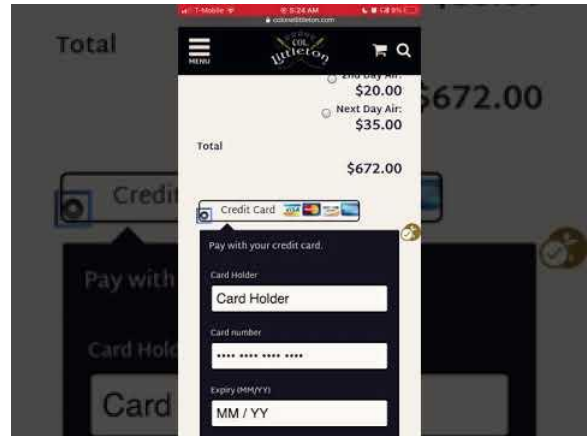 T-Mobile
5:24 AM
colonellittleton.com
MENU
COL.
Littleton
2nd Day Air:
$20.00
Next Day Air:
$35.00
Total
$672.00
Credit Card
VISA
Pay with your credit card.
Card Holder
Card Holder
Card number
•••• •••• •••• ••••
Expiry (MM/YY)
MM / YY
Total
$672.00
Credit
Pay with
Card Hold
Card